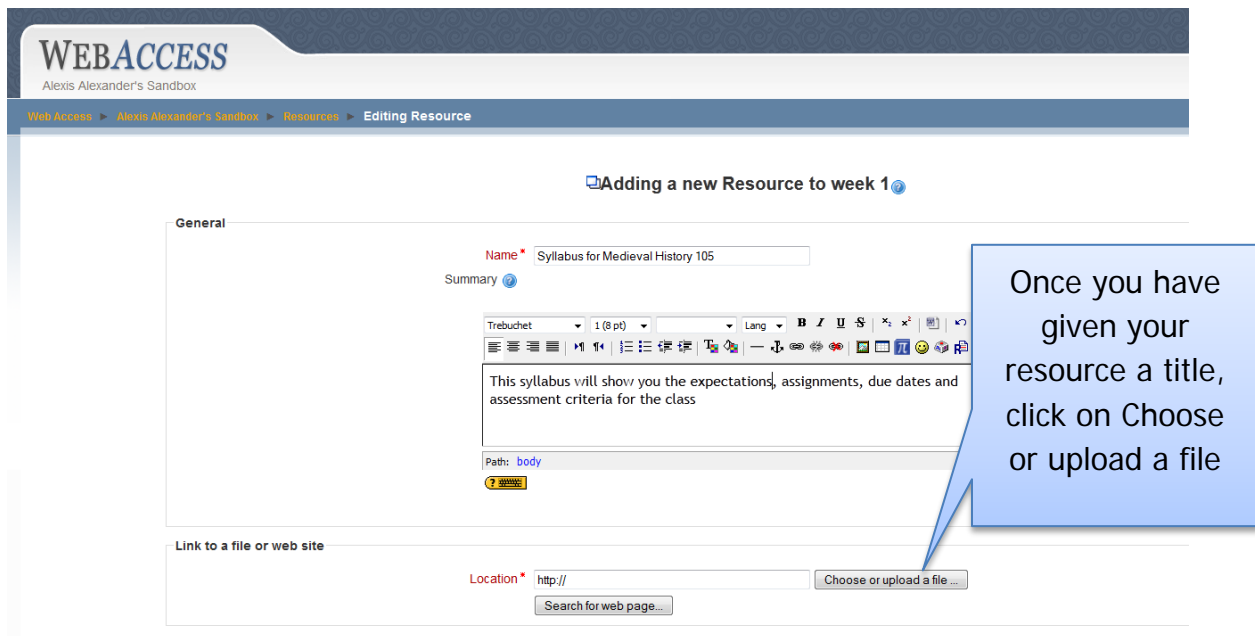 WEBACCESS
Alexis Alexander's Sandbox
Web Access ► Alexis Alexander's Sandbox ► Resources ► Editing Resource
Adding a new Resource to week 1
General
Name* Syllabus for Medieval History 105
Summary
Trebuchet 1 (8 pt) Lang B I U S x₂ x²
This syllabus will show you the expectations, assignments, due dates and
assessment criteria for the class
Path: body
?
Once you have
given your
resource a title,
click on Choose
or upload a file
Link to a file or web site
Location* http:// Choose or upload a file ...
Search for web page...